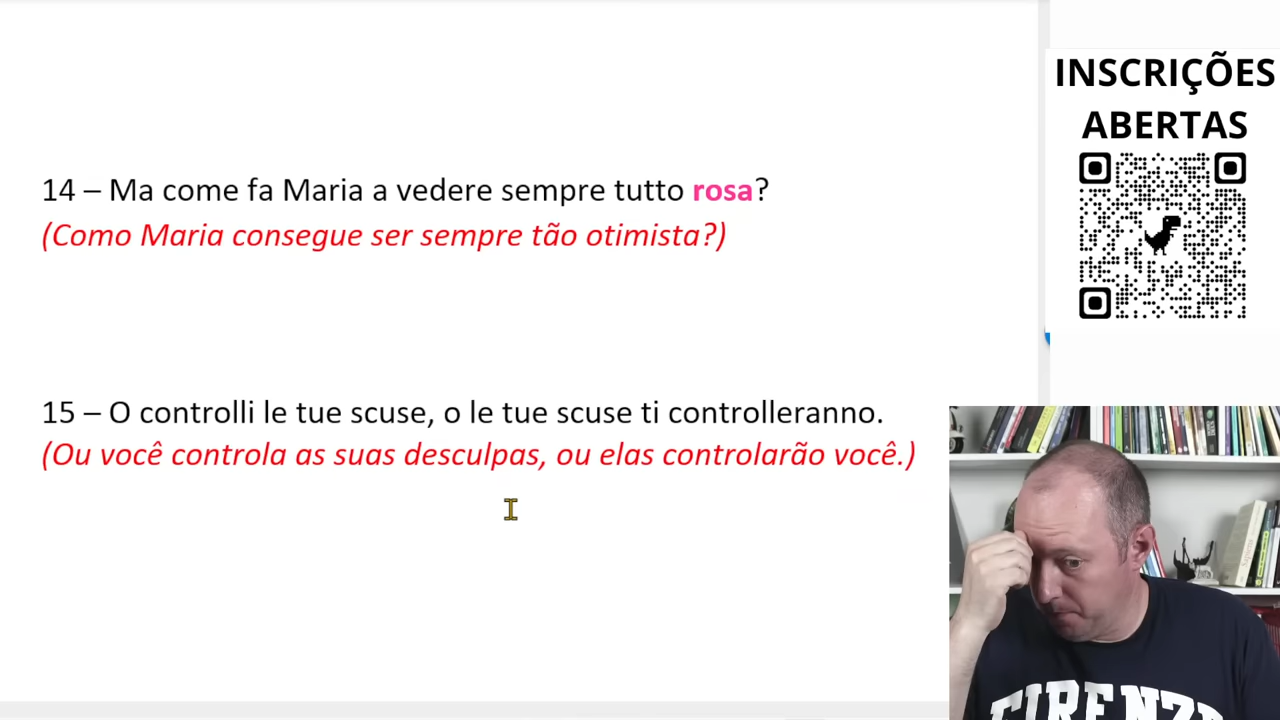 INSCRIÇÕES
ABERTAS
14 – Ma come fa Maria a vedere sempre tutto rosa?
(Como Maria consegue ser sempre tão otimista?)
15 – O controlli le tue scuse, o le tue scuse ti controlleranno.
(Ou você controla as suas desculpas, ou elas controlarão você.)
FIRENZE